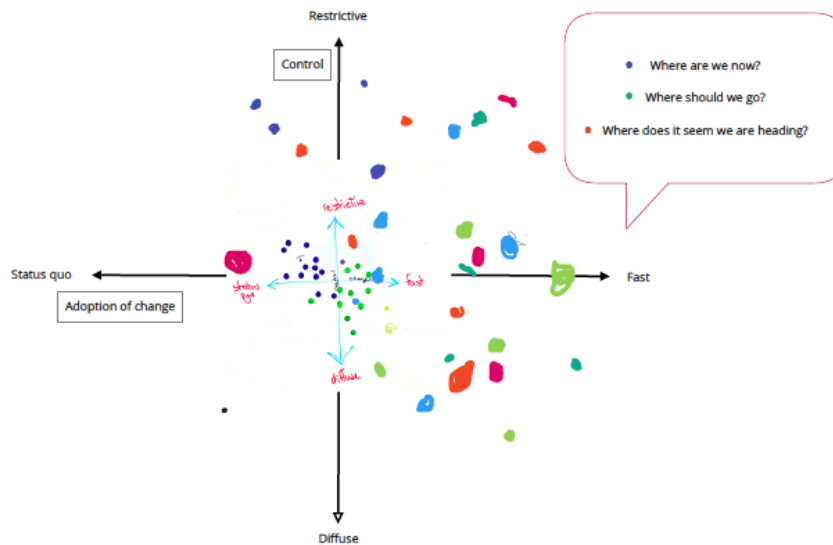 Restrictive
Control
Where are we now?
Where should we go?
Where does it seem we are heading?
restrictive
Status quo
fast
Fast
status
quo
Adoption of change
diffuse
Diffuse